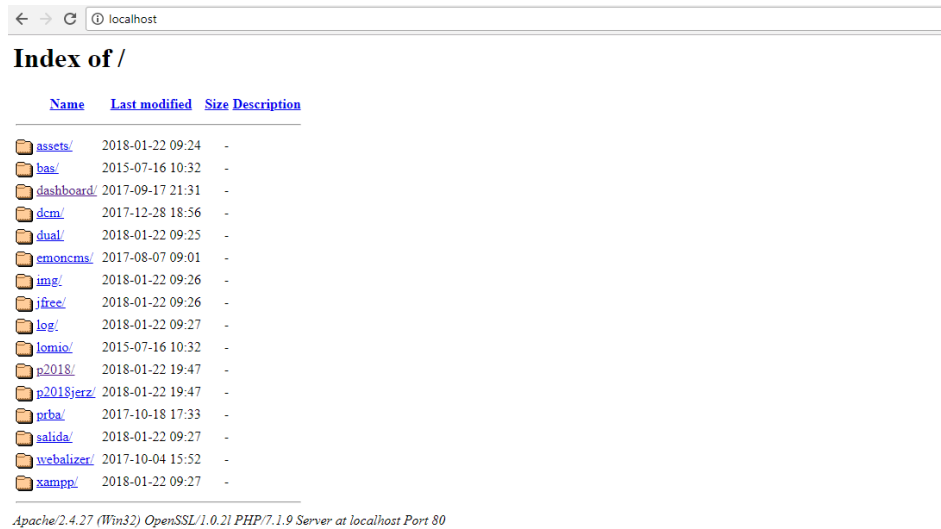 localhost
Index of /
Name Last modified Size Description
assets/ 2018-01-22 09:24 -
bas/ 2015-07-16 10:32 -
dashboard/ 2017-09-17 21:31 -
dcm/ 2017-12-28 18:56 -
dual/ 2018-01-22 09:25 -
emoncms/ 2017-08-07 09:01 -
img/ 2018-01-22 09:26 -
jfree/ 2018-01-22 09:26 -
log/ 2018-01-22 09:27 -
lomio/ 2015-07-16 10:32 -
p2018/ 2018-01-22 19:47 -
p2018jerz/ 2018-01-22 19:47 -
prba/ 2017-10-18 17:33 -
salida/ 2018-01-22 09:27 -
webalizer/ 2017-10-04 15:52 -
xampp/ 2018-01-22 09:27 -
Apache/2.4.27 (Win32) OpenSSL/1.0.2l PHP/7.1.9 Server at localhost Port 80